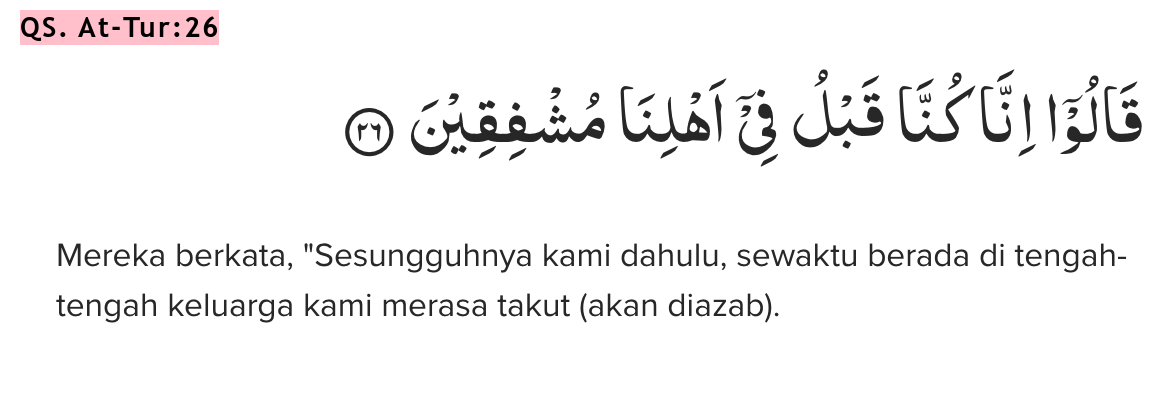 QS. At-Tur:26
قَالُوْٓا اِنَّا كُنَّا قَبْلُ فِيْٓ اَهْلِنَا مُشْفِقِيْنَ ٢٦
Mereka berkata, "Sesungguhnya kami dahulu, sewaktu berada di tengah-
tengah keluarga kami merasa takut (akan diazab).